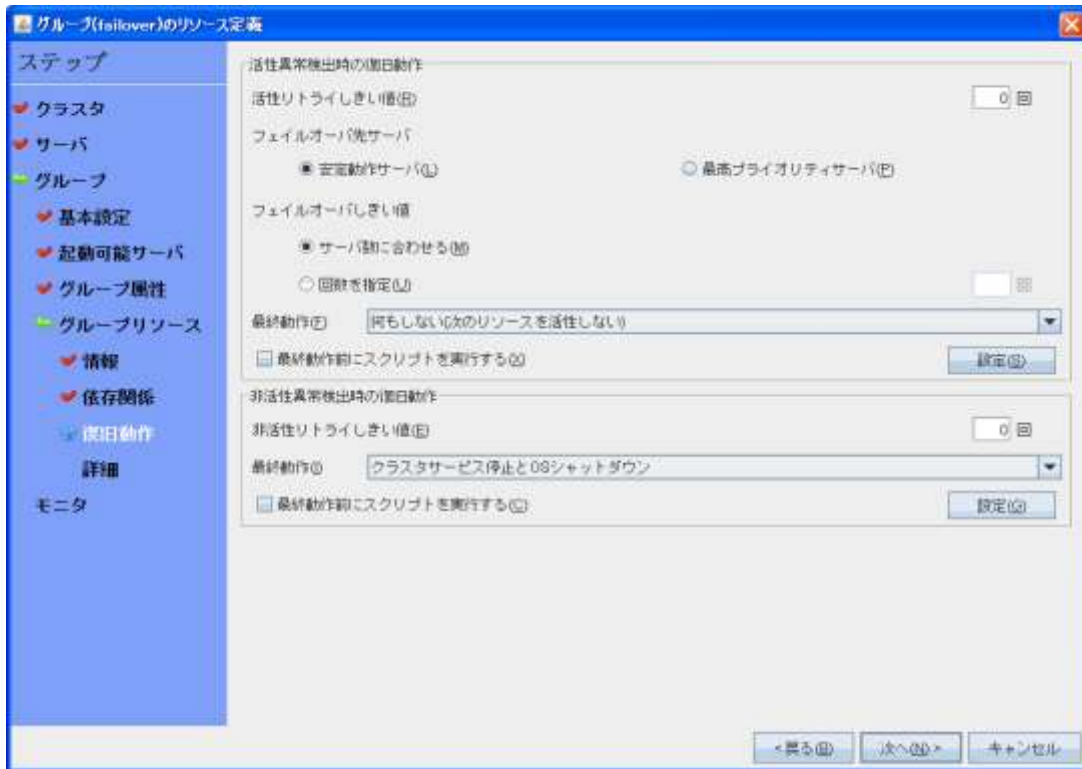 グループ(failover)のリソース定義
ステップ
クラスタ
サーバ
グループ
基本設定
起動可能サーバ
グループ属性
グループリソース
情報
依存関係
復旧動作
詳細
モニタ
活性異常検出時の復旧動作
活性リトライしきい値(R) 0 回
フェイルオーバ先サーバ
安定動作サーバ(L) 最高プライオリティサーバ(P)
フェイルオーバしきい値
サーバ数に合わせる(M)
回数を指定(U) 回
最終動作(F) 何もしない(次のリソースを活性しない)
最終動作前にスクリプトを実行する(X) 設定(S)
非活性異常検出時の復旧動作
非活性リトライしきい値(E) 0 回
最終動作(I) クラスタサービス停止とOSシャットダウン
最終動作前にスクリプトを実行する(C) 設定(G)
<戻る(B) 次へ(N)> キャンセル